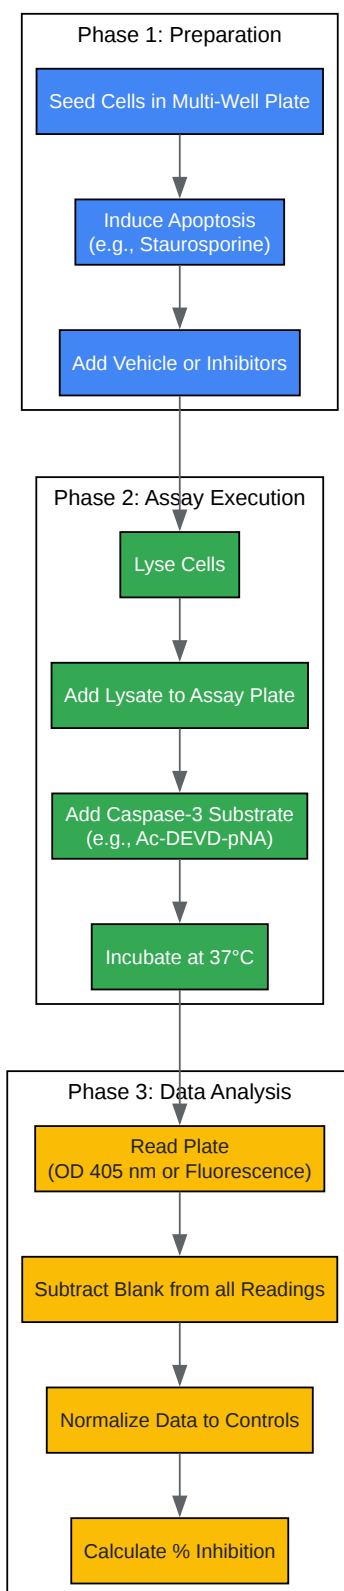 Phase 1: Preparation
Seed Cells in Multi-Well Plate
Induce Apoptosis
(e.g., Staurosporine)
Add Vehicle or Inhibitors
Phase 2: Assay Execution
Lyse Cells
Add Lysate to Assay Plate
Add Caspase-3 Substrate
(e.g., Ac-DEVD-pNA)
Incubate at 37°C
Phase 3: Data Analysis
Read Plate
(OD 405 nm or Fluorescence)
Subtract Blank from all Readings
Normalize Data to Controls
Calculate % Inhibition